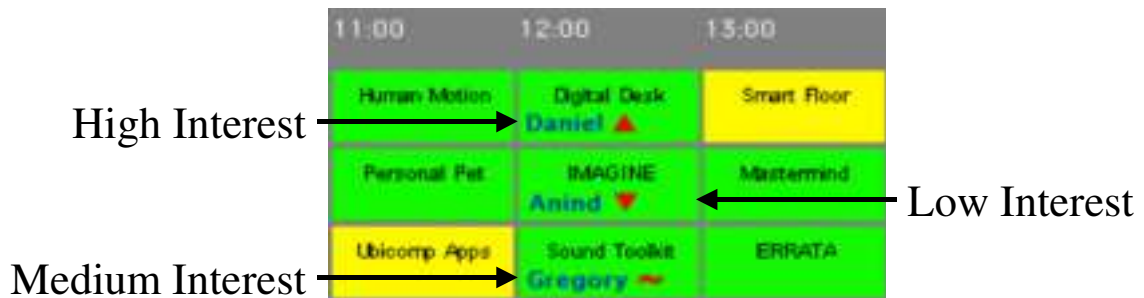 11:00 12:00 13:00
Human Motion Digital Desk Smart Floor
High Interest Daniel
Personal Pet IMAGINE Mastermind
Anind Low Interest
Ubicomp Apps Sound Toolkit ERRATA
Medium Interest Gregory